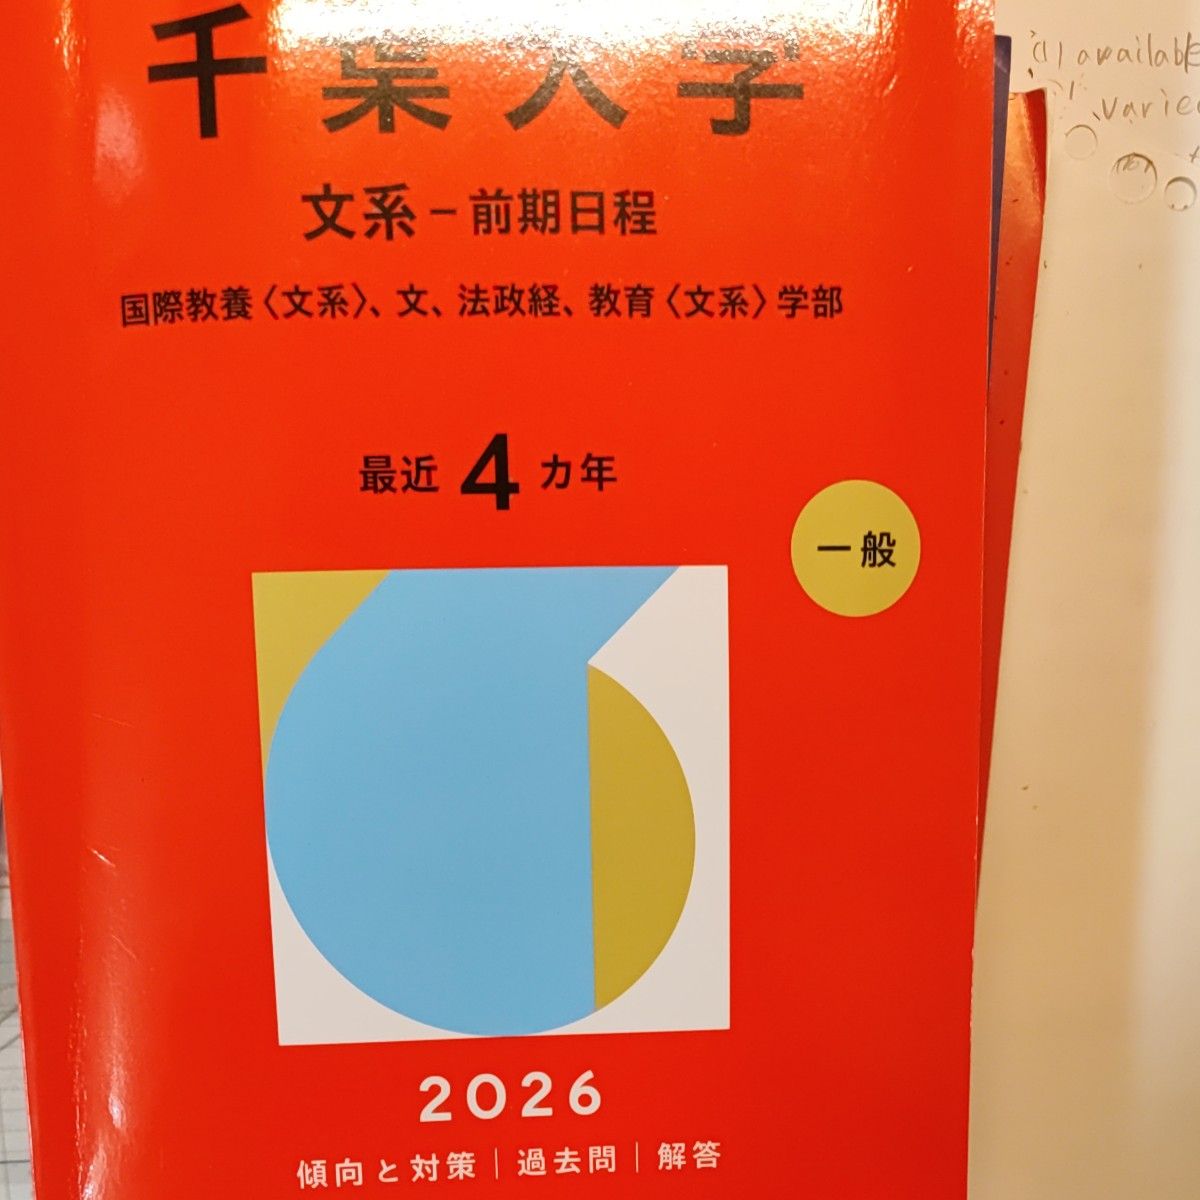 千葉大学
文系-前期日程
国際教養〈文系〉、文、法政経、教育〈文系〉学部
最近4カ年
一般
2026
傾向と対策|過去問|解答
(1) available